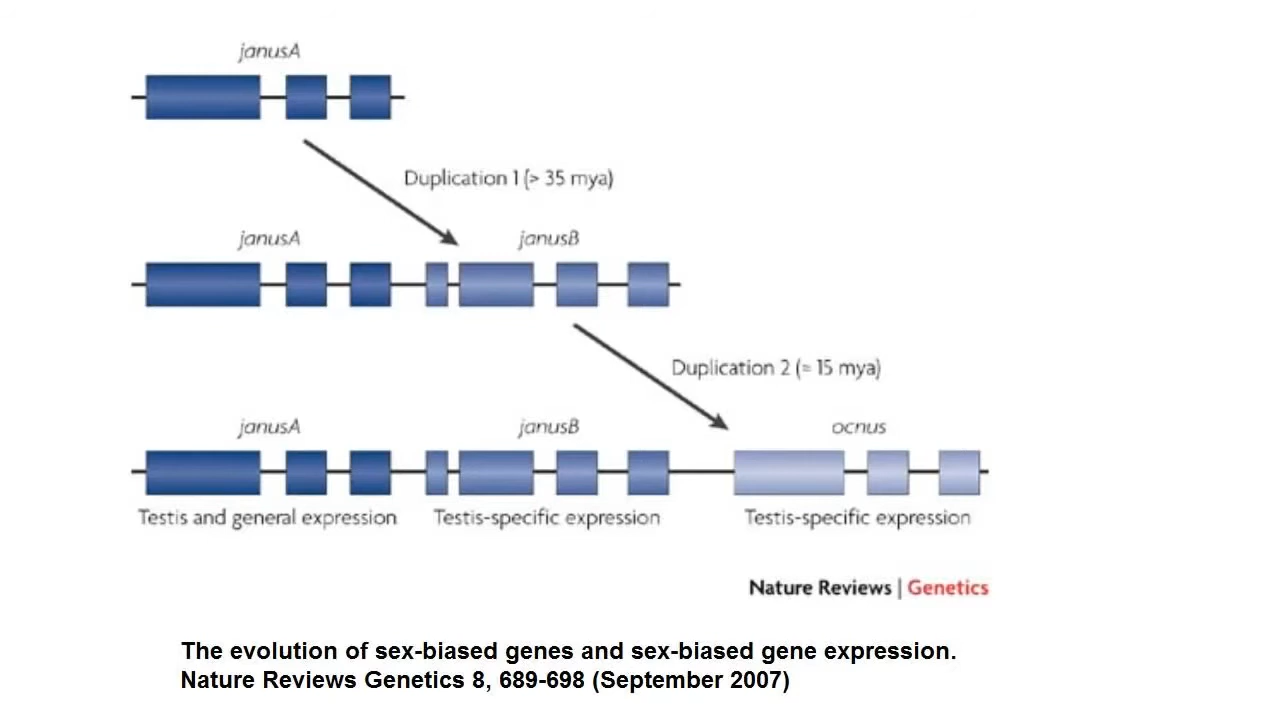 janusA
Duplication 1 (> 35 mya)
janusA janusB
Duplication 2 (≈ 15 mya)
janusA janusB ocnus
Testis and general expression Testis-specific expression Testis-specific expression
Nature Reviews | Genetics
The evolution of sex-biased genes and sex-biased gene expression.
Nature Reviews Genetics 8, 689-698 (September 2007)